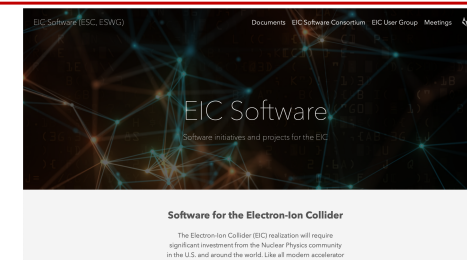 EIC Software (ESC, ESWG) Documents EIC Software Consortium EIC User Group Meetings
EIC Software
Software initiatives and projects for the EIC
Software for the Electron-Ion Collider
The Electron-Ion Collider (EIC) realization will require
significant investment from the Nuclear Physics community
in the U.S. and around the world. Like all modern accelerator